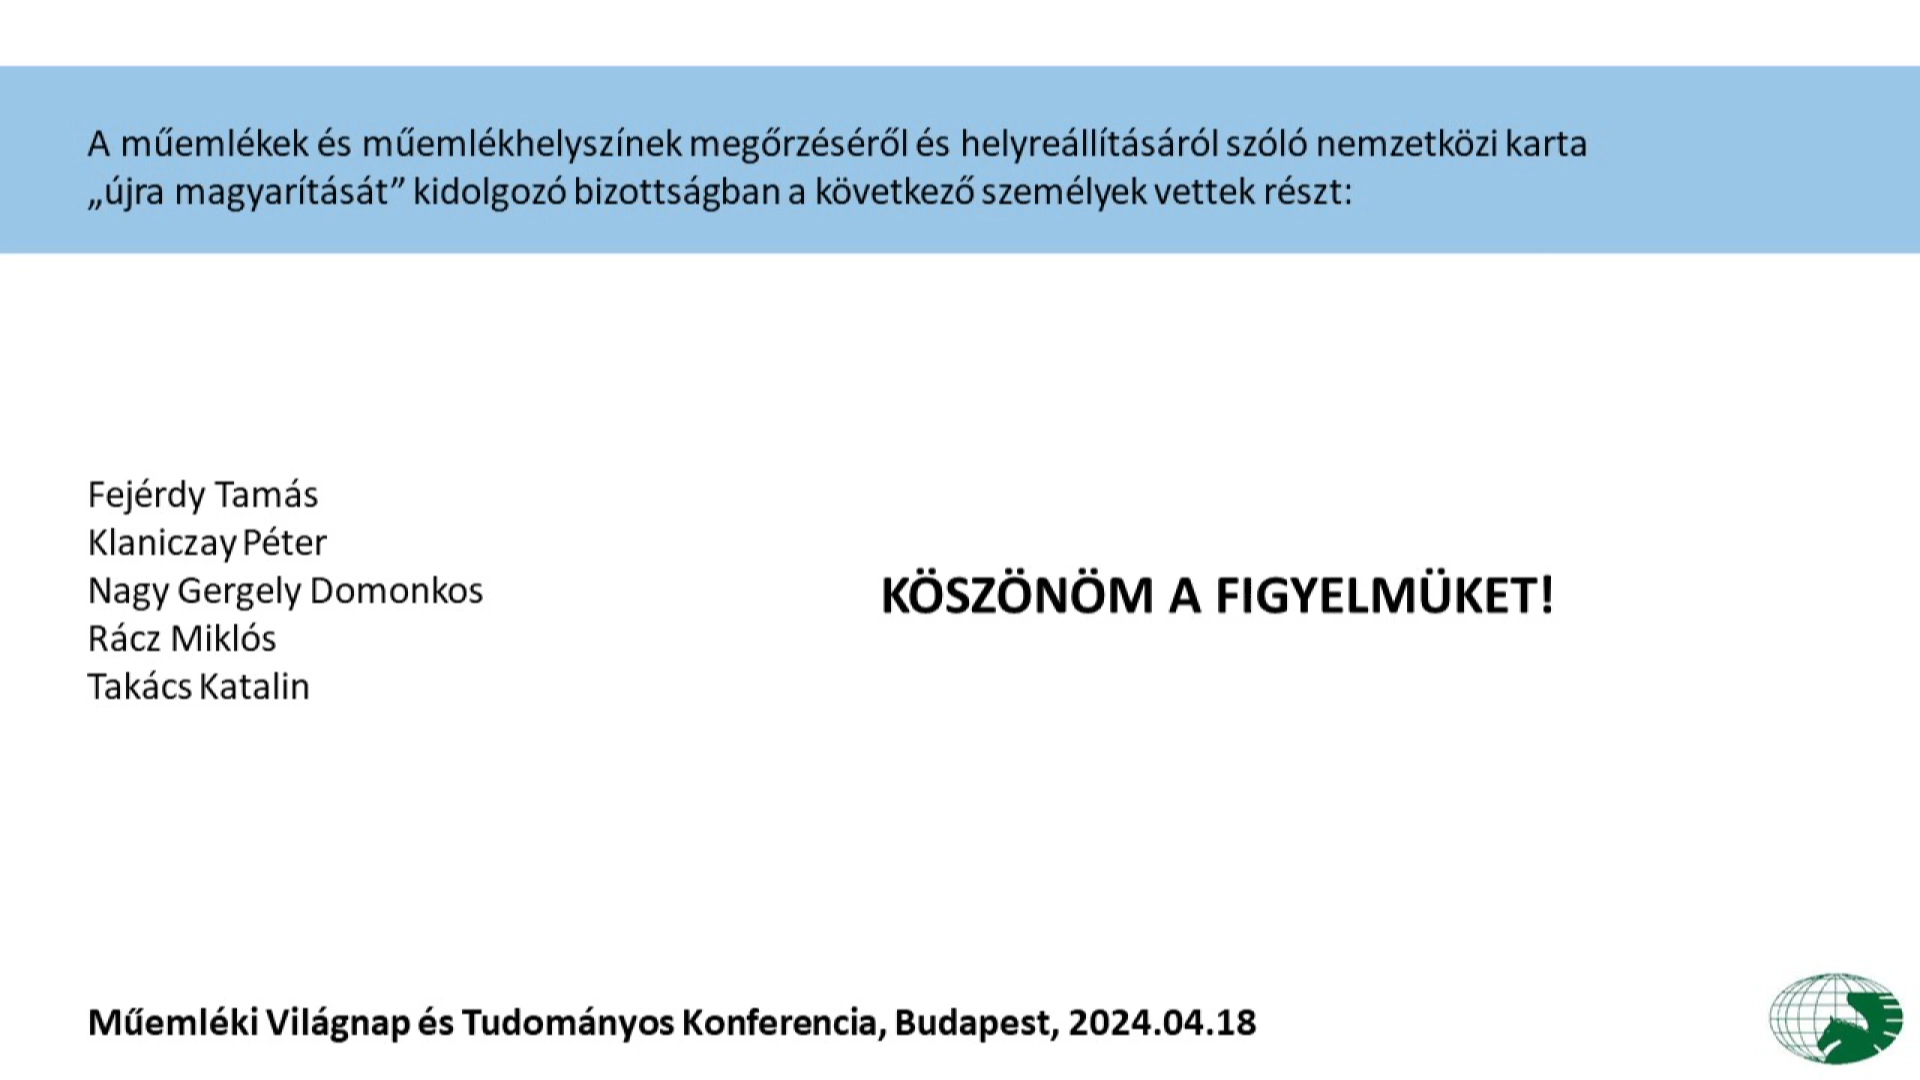 A műemlékek és műemlékhelyszínek megőrzéséről és helyreállításáról szóló nemzetközi karta
„újra magyarítását” kidolgozó bizottságban a következő személyek vettek részt:
Fejérdy Tamás
Klaniczay Péter
Nagy Gergely Domonkos
Rácz Miklós
Takács Katalin
KÖSZÖNÖM A FIGYELMÜKET!
Műemléki Világnap és Tudományos Konferencia, Budapest, 2024.04.18